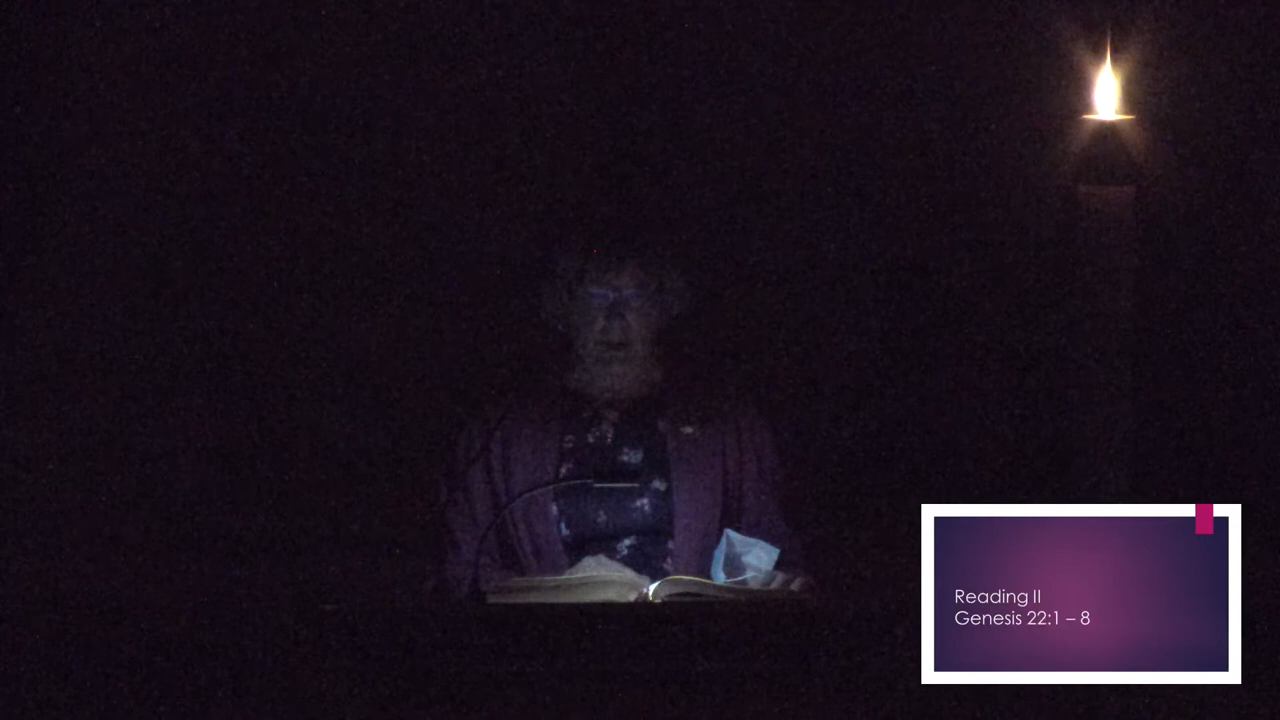 Reading II
Genesis 22:1 – 8